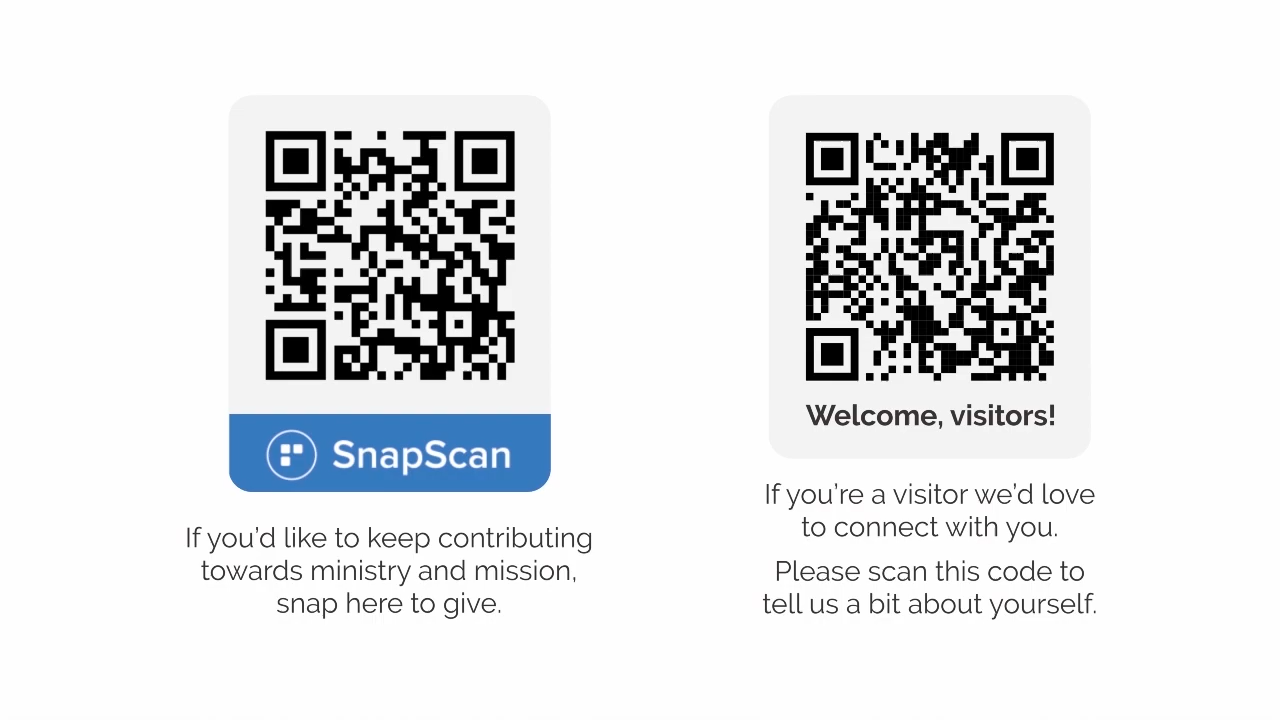 SnapScan
If you’d like to keep contributing
towards ministry and mission,
snap here to give.
Welcome, visitors!
If you’re a visitor we’d love
to connect with you.
Please scan this code to
tell us a bit about yourself.